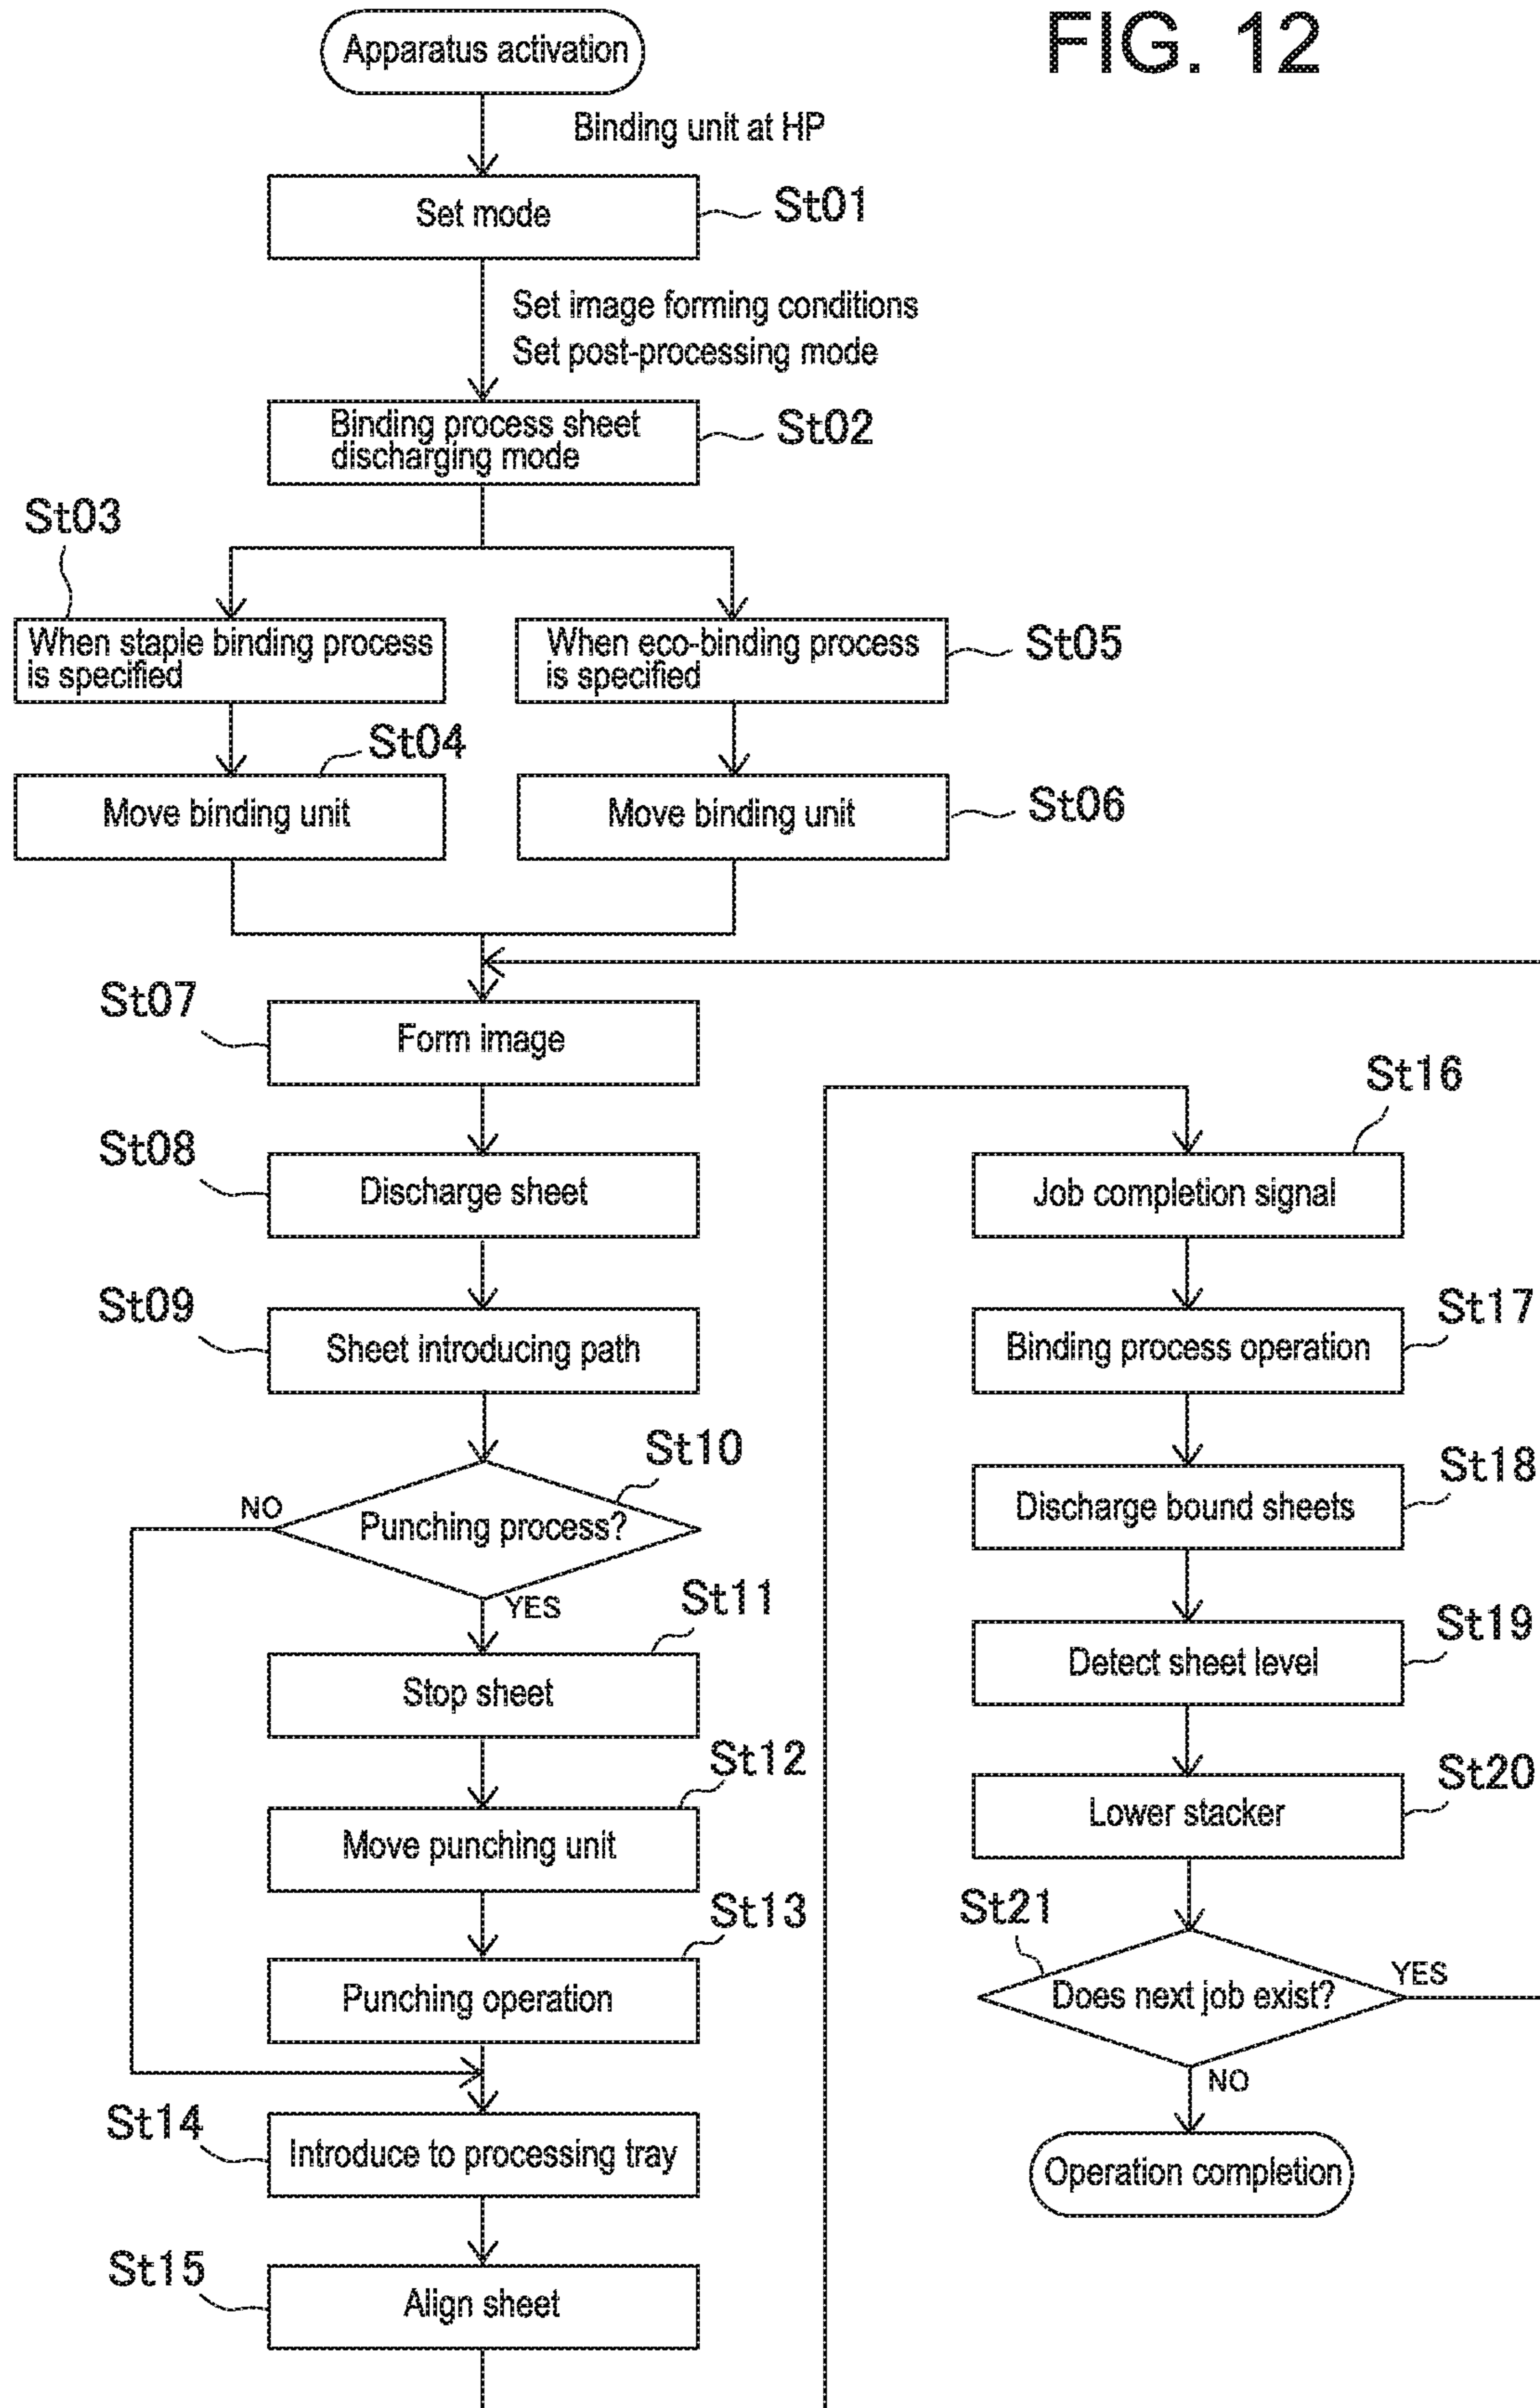 FIG. 12
Apparatus activation
Binding unit at HP
Set mode
St01
Set image forming conditions
Set post-processing mode
Binding process sheet
discharging mode
St02
St03
When staple binding process
is specified
When eco-binding process
is specified
St05
St04
Move binding unit
Move binding unit
St06
St07
Form image
St08
Discharge sheet
St09
Sheet introducing path
St10
Punching process?
NO
YES
St11
Stop sheet
St12
Move punching unit
St13
Punching operation
St14
Introduce to processing tray
St15
Align sheet
St16
Job completion signal
St17
Binding process operation
St18
Discharge bound sheets
St19
Detect sheet level
St20
Lower stacker
St21
Does next job exist?
YES
NO
Operation completion